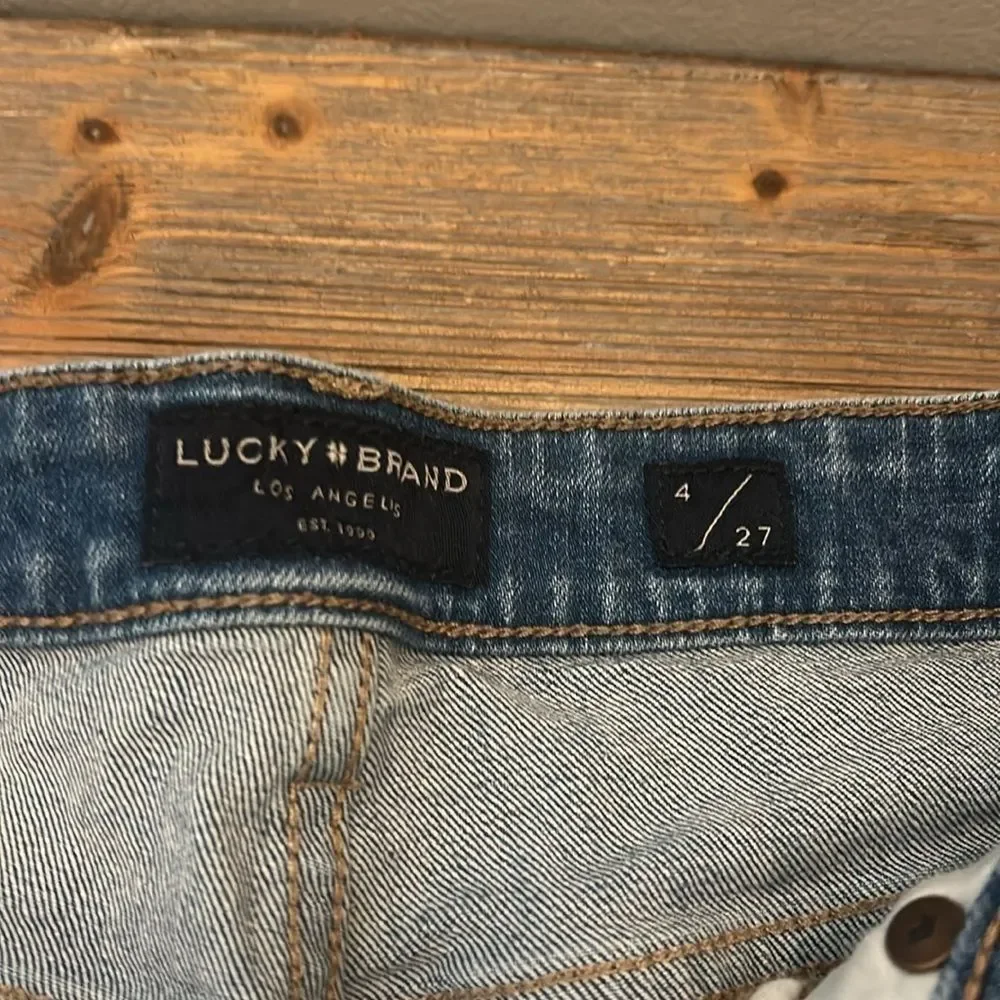 LUCKY BRAND
LOS ANGELES
EST. 1990
4/27